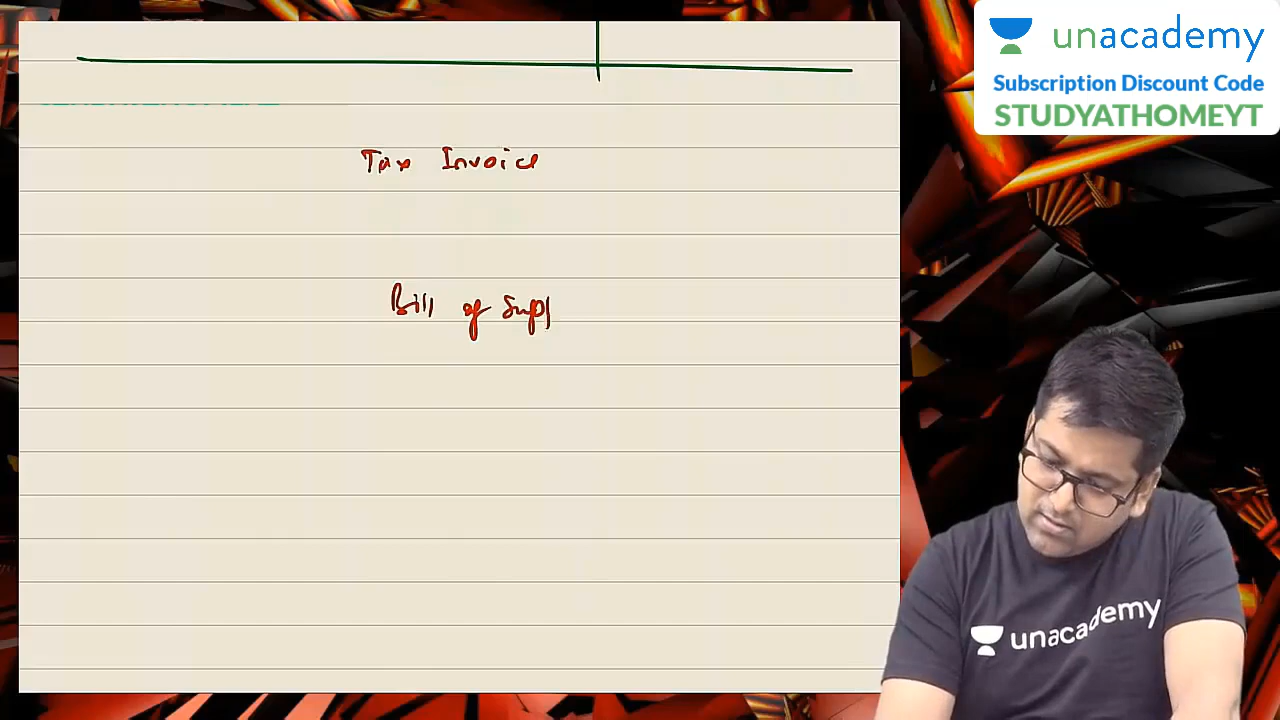 unacademy
Subscription Discount Code
STUDYATHOMEYT
Tax Invoice
Bill of Suppl
unacademy